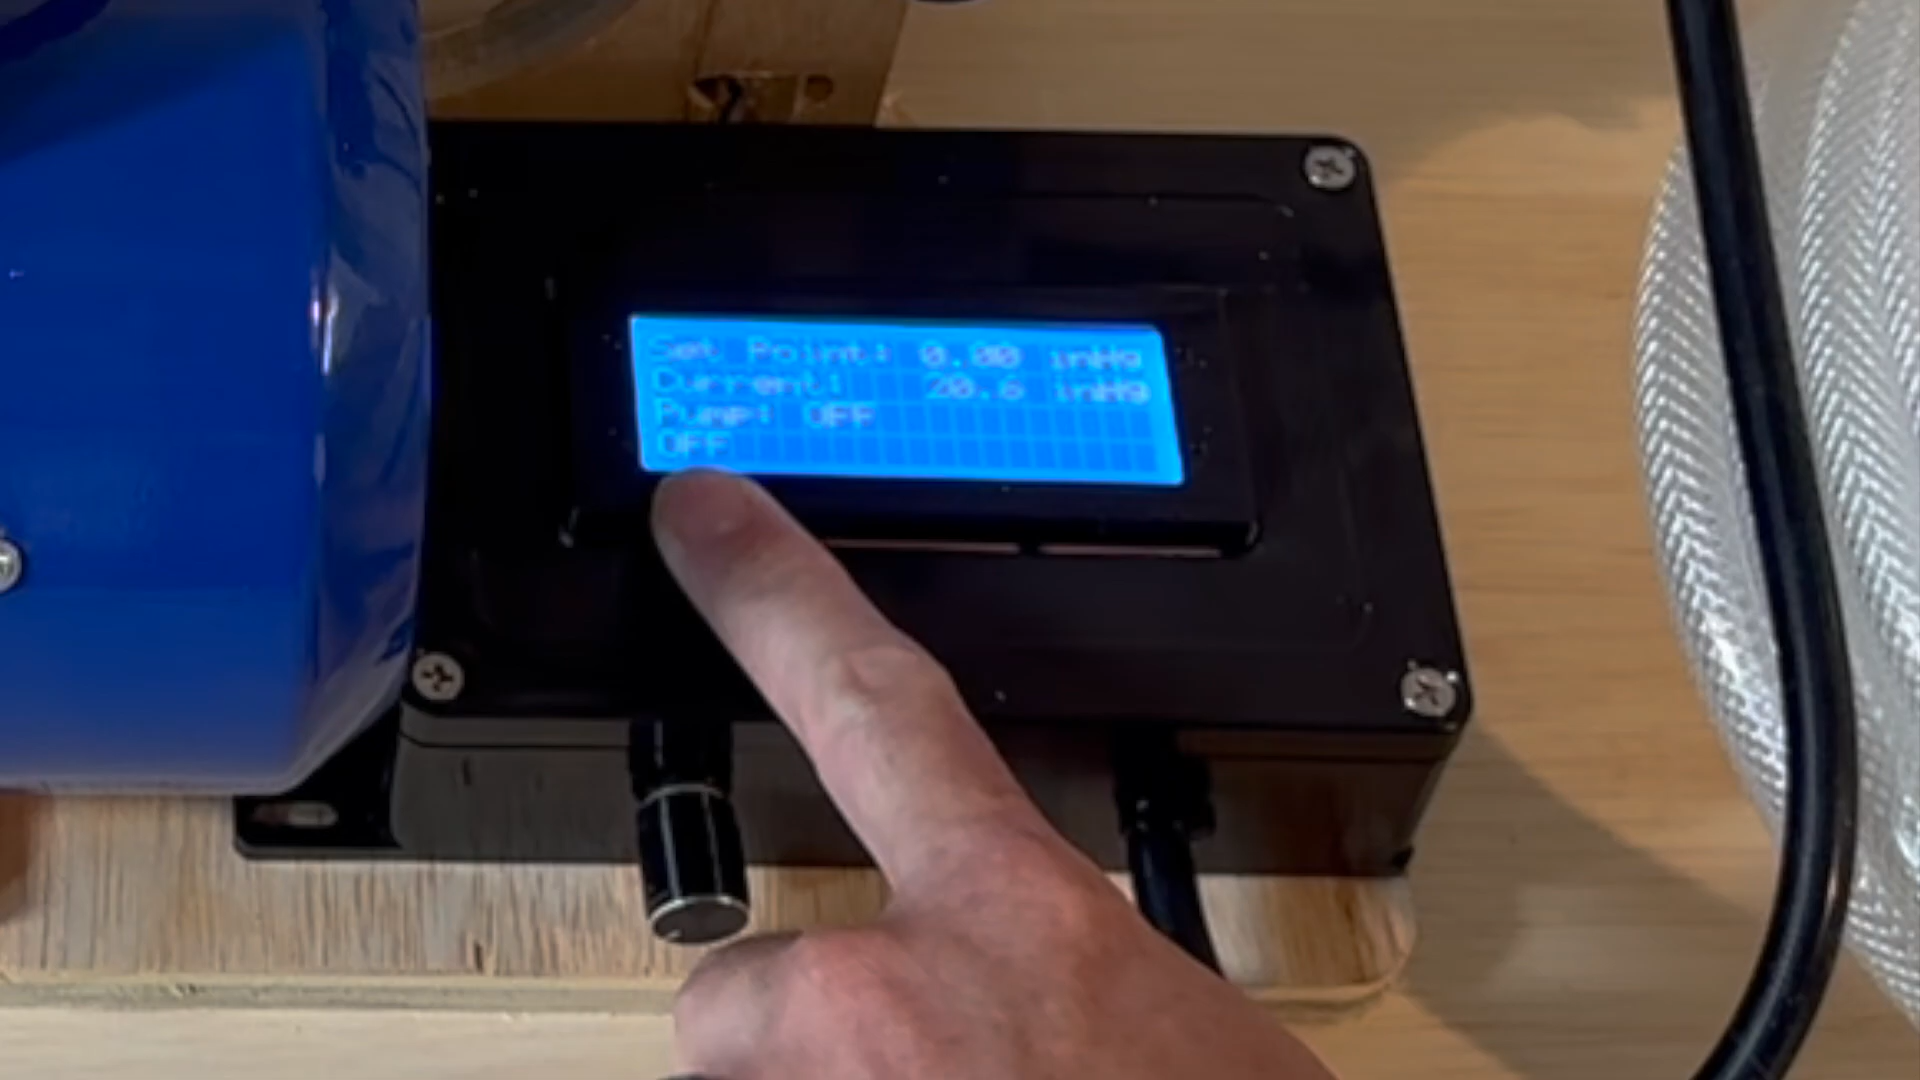 Set Point: 0.00 inHg
Current: 20.6 inHg
Pump: OFF
OFF